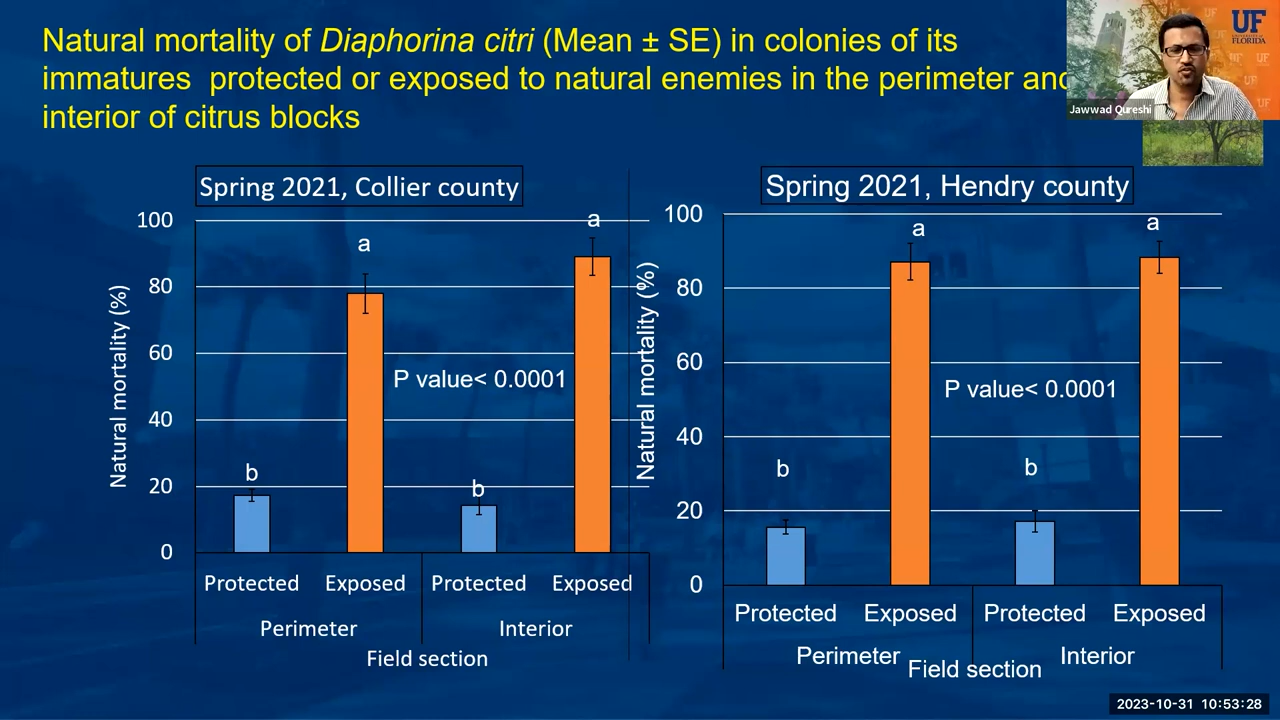 Natural mortality of Diaphorina citri (Mean ± SE) in colonies of its
immatures protected or exposed to natural enemies in the perimeter and
interior of citrus blocks
UF
UNIVERSITY of
FLORIDA
Jawwad Qureshi
Spring 2021, Collier county
Natural mortality (%)
100
80
60
40
20
0
b
a
b
a
P value< 0.0001
Protected
Exposed
Protected
Exposed
Perimeter
Interior
Field section
Spring 2021, Hendry county
Natural mortality (%)
100
80
60
40
20
0
b
a
b
a
P value< 0.0001
Protected
Exposed
Protected
Exposed
Perimeter
Interior
Field section
2023-10-31 10:53:28